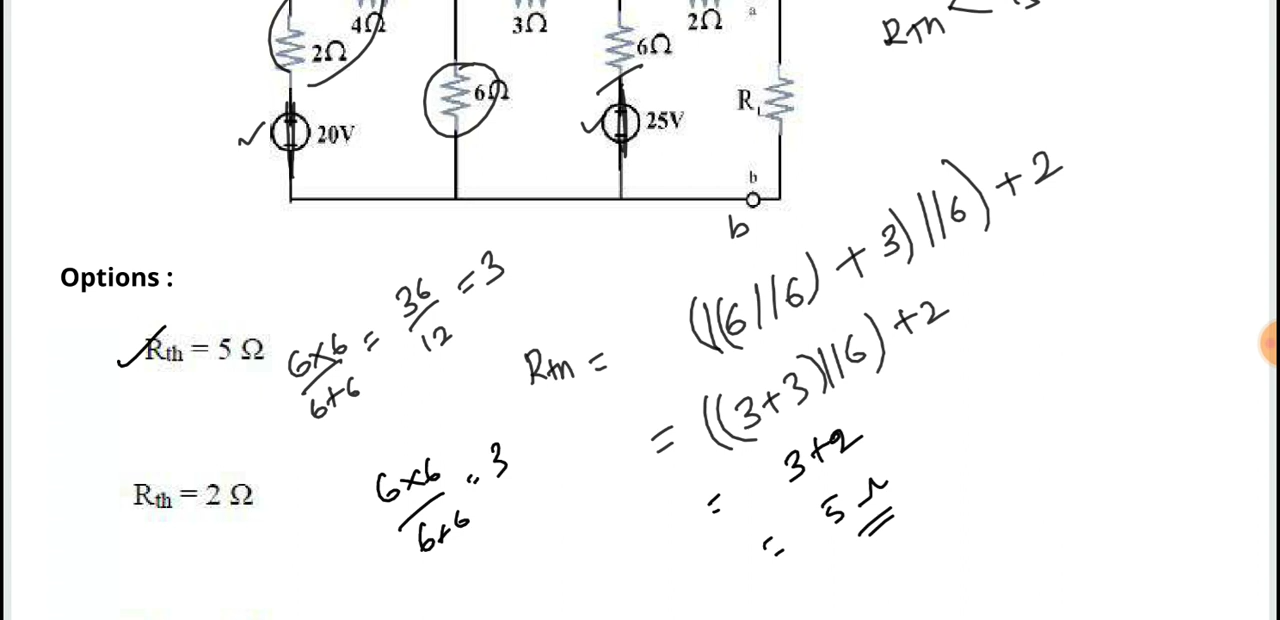 4Ω 3Ω 2Ω a Rth
2Ω 6Ω
6Ω R
20V 25V
b
b
Options :
((6//6) + 3)//6) + 2
6×6/6+6 = 36/12 = 3
Rth = 5 Ω
Rth =
= ((3+3)//6) + 2
6×6/6+6 = 3
= 3+2
Rth = 2 Ω
= 5 Ω